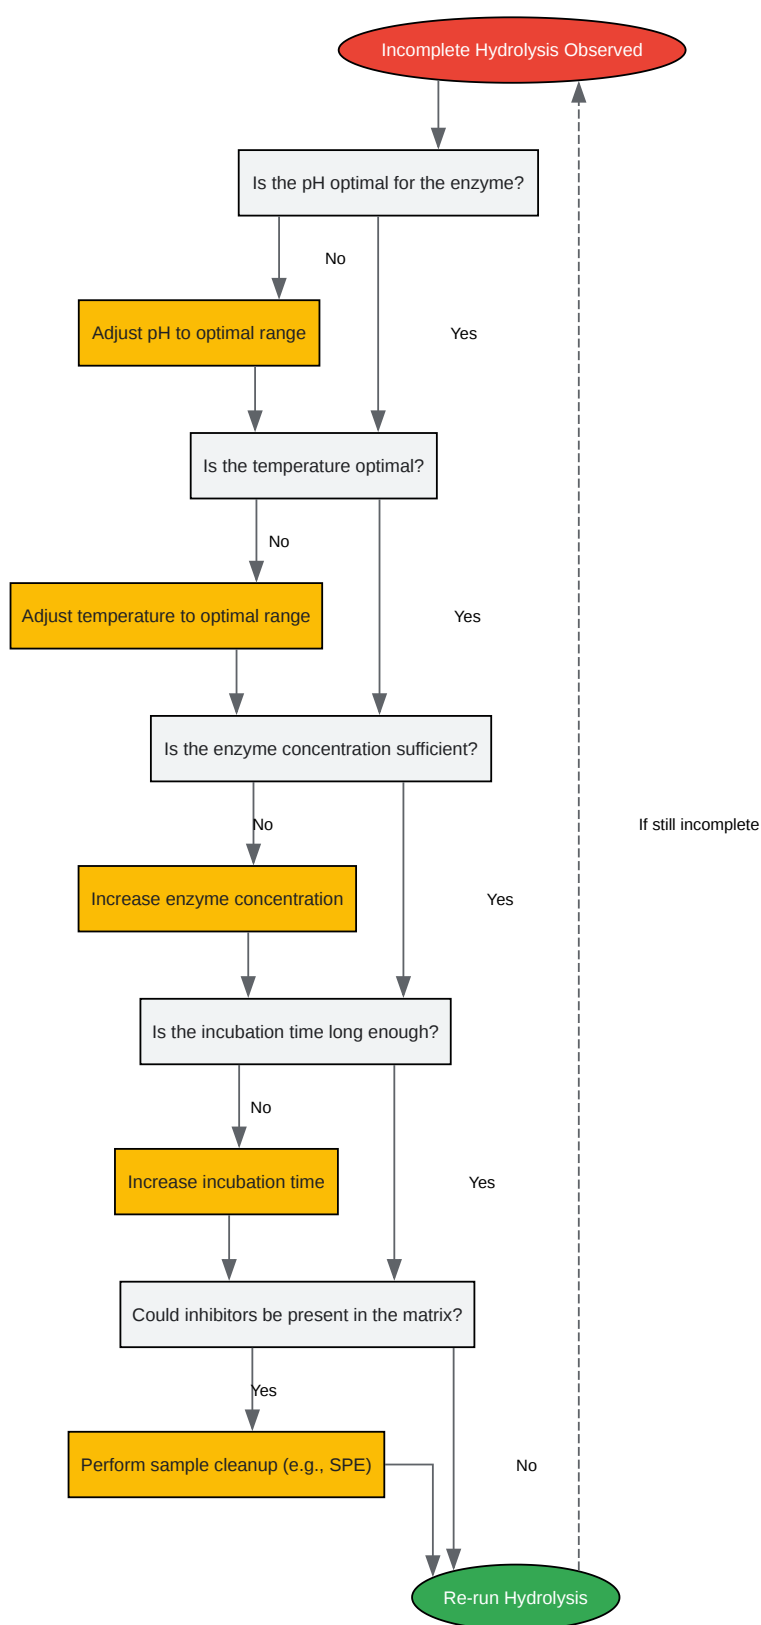 Incomplete Hydrolysis Observed
Is the pH optimal for the enzyme?
No
Adjust pH to optimal range
Yes
Is the temperature optimal?
No
Adjust temperature to optimal range
Yes
Is the enzyme concentration sufficient?
No
If still incomplete
Increase enzyme concentration
Yes
Is the incubation time long enough?
No
Increase incubation time
Yes
Could inhibitors be present in the matrix?
Yes
Perform sample cleanup (e.g., SPE)
No
Re-run Hydrolysis